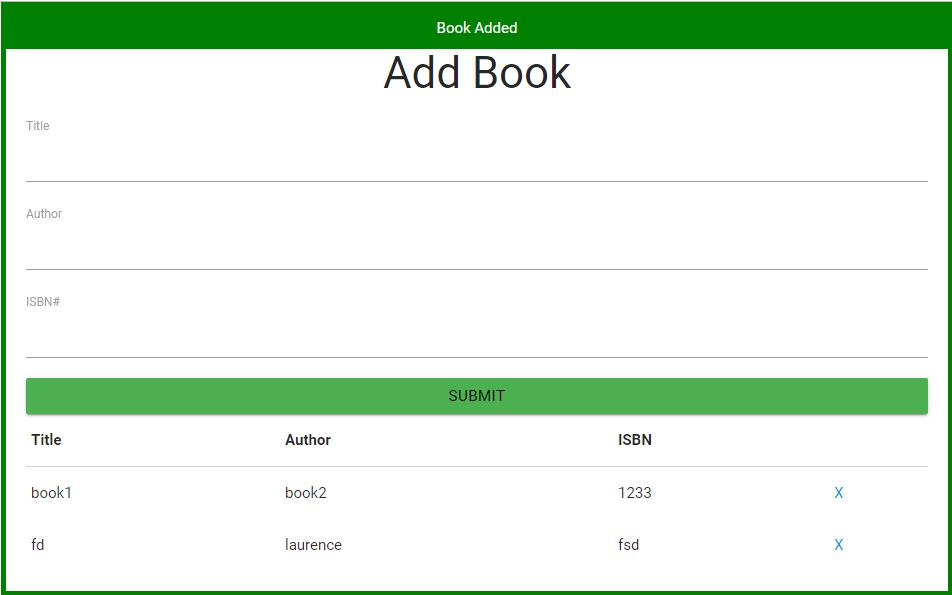 Book Added
Add Book
Title
Author
ISBN#
SUBMIT
Title Author ISBN
book1 book2 1233 X
fd laurence fsd X